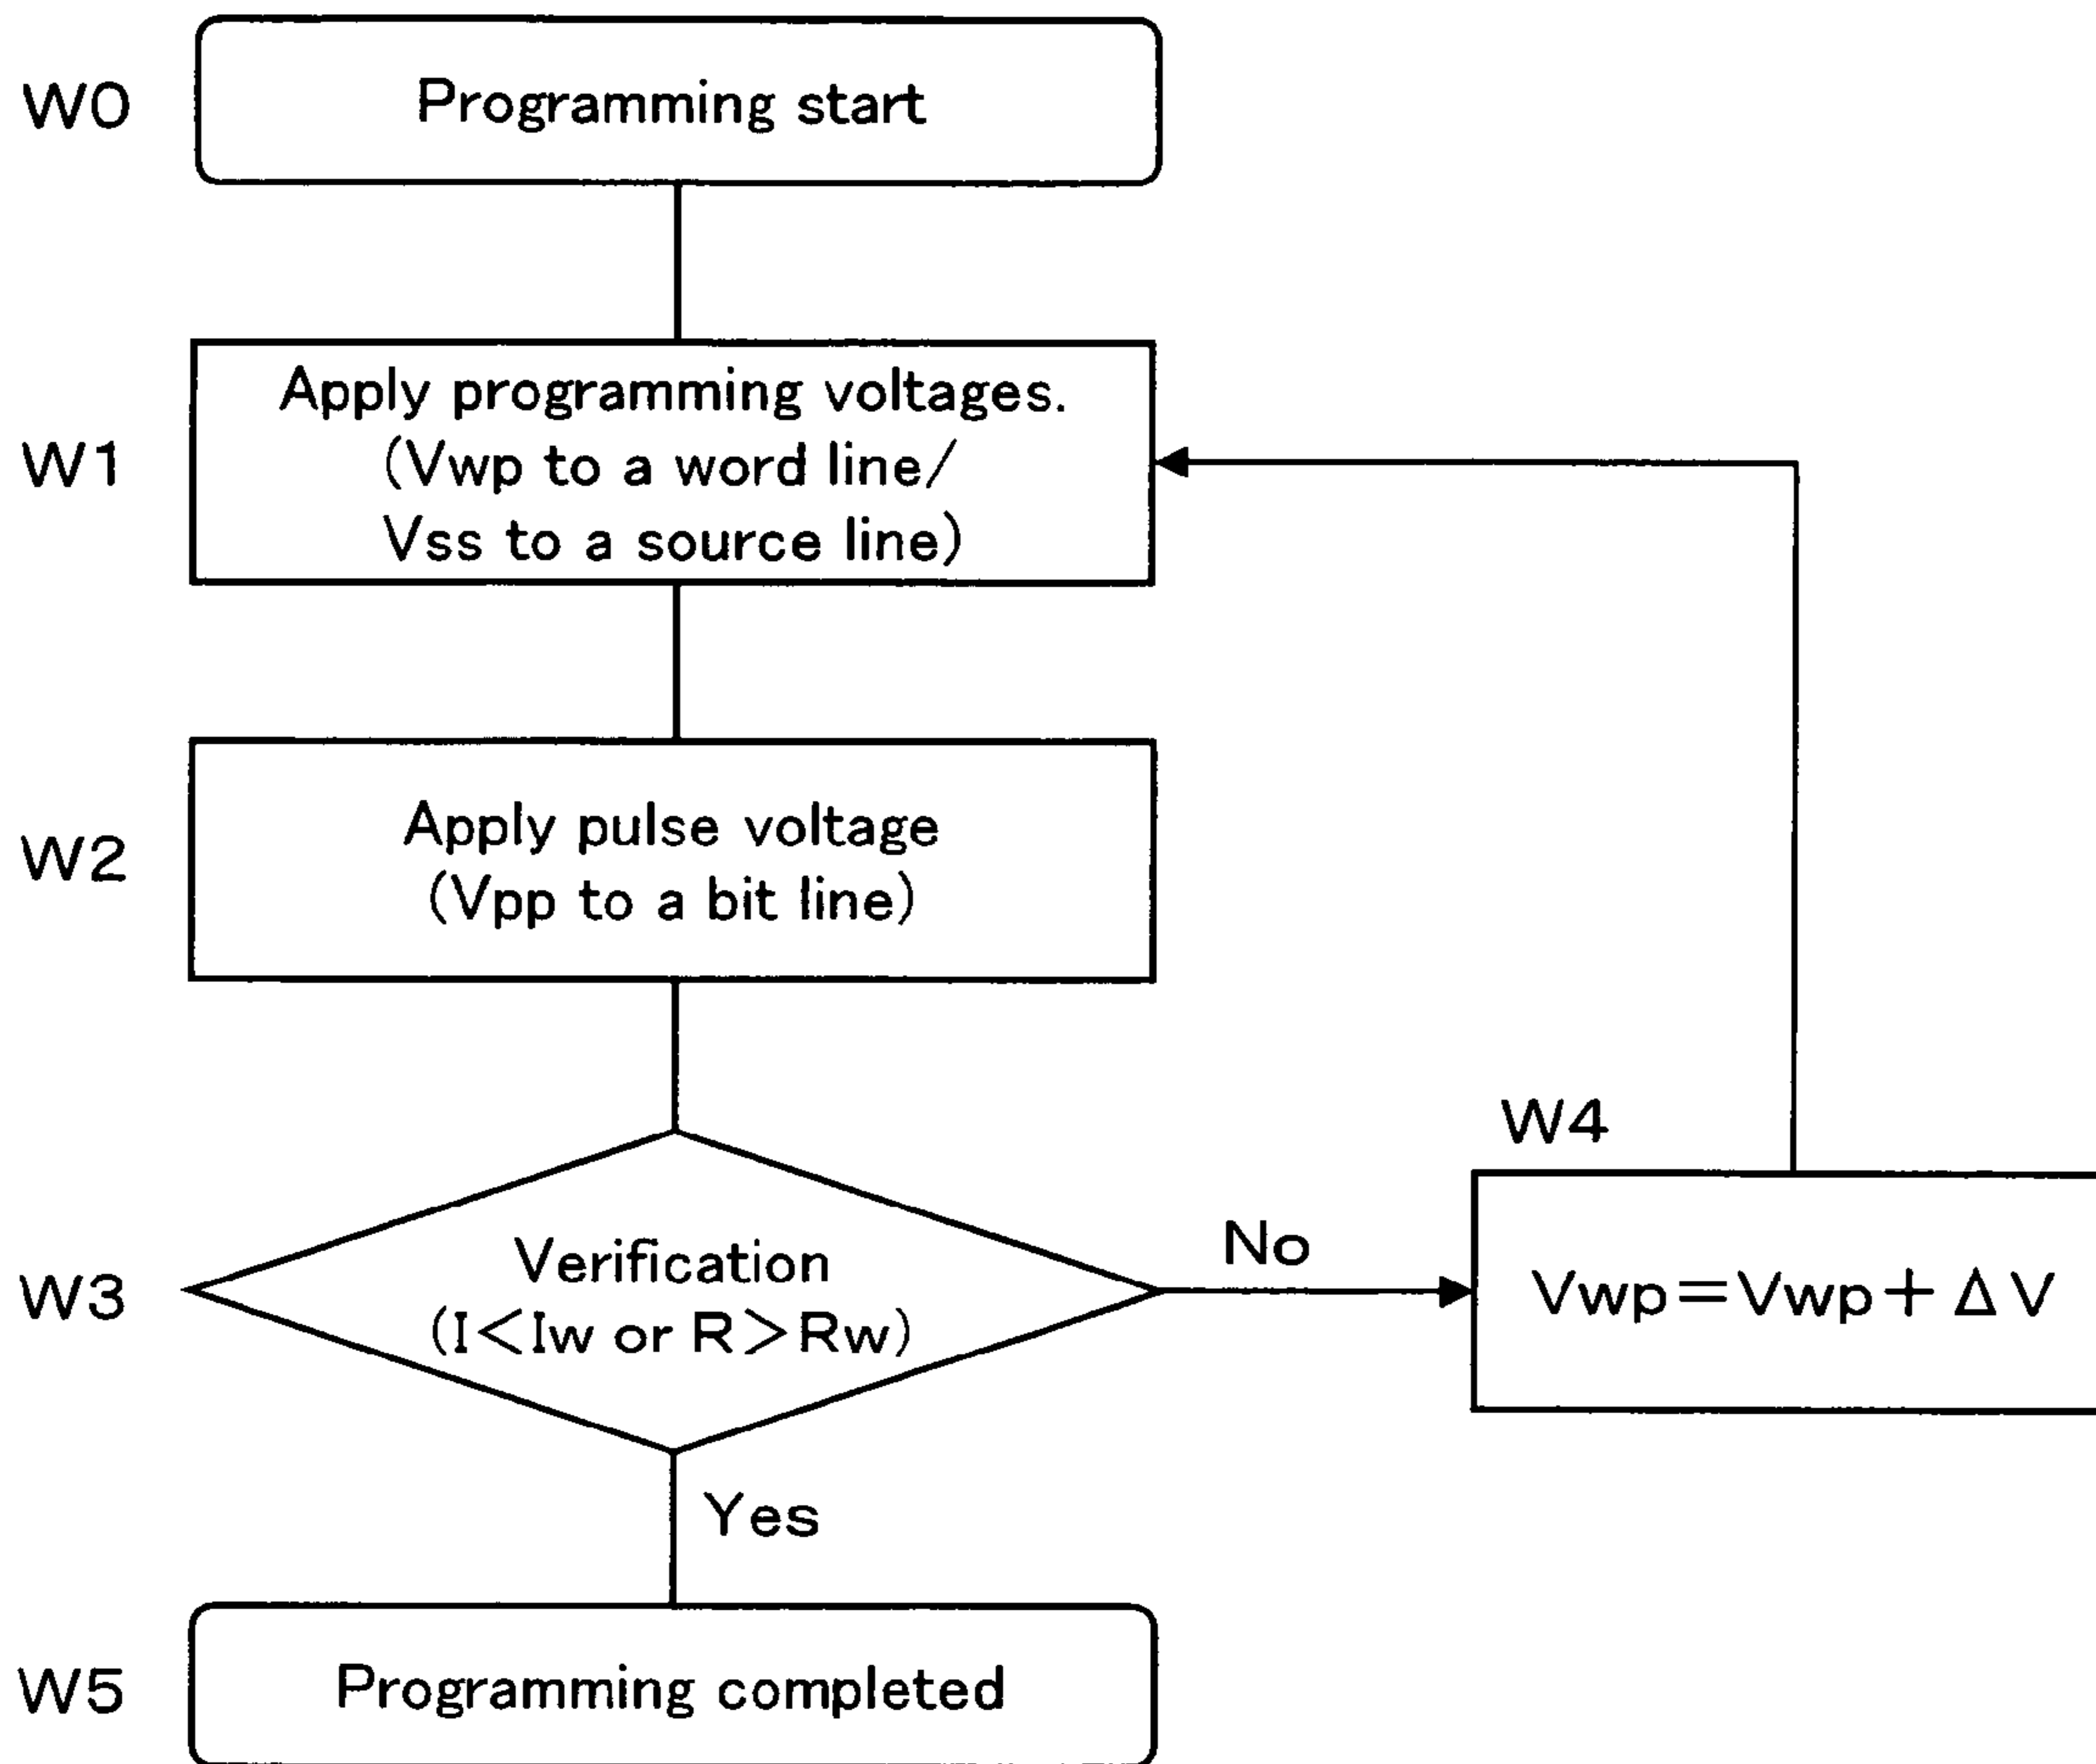 W0
Programming start
W1
Apply programming voltages.
(Vwp to a word line/
Vss to a source line)
W2
Apply pulse voltage
(Vpp to a bit line)
W3
Verification
(I<Iw or R>Rw)
No
W4
Vwp=Vwp+ΔV
Yes
W5
Programming completed